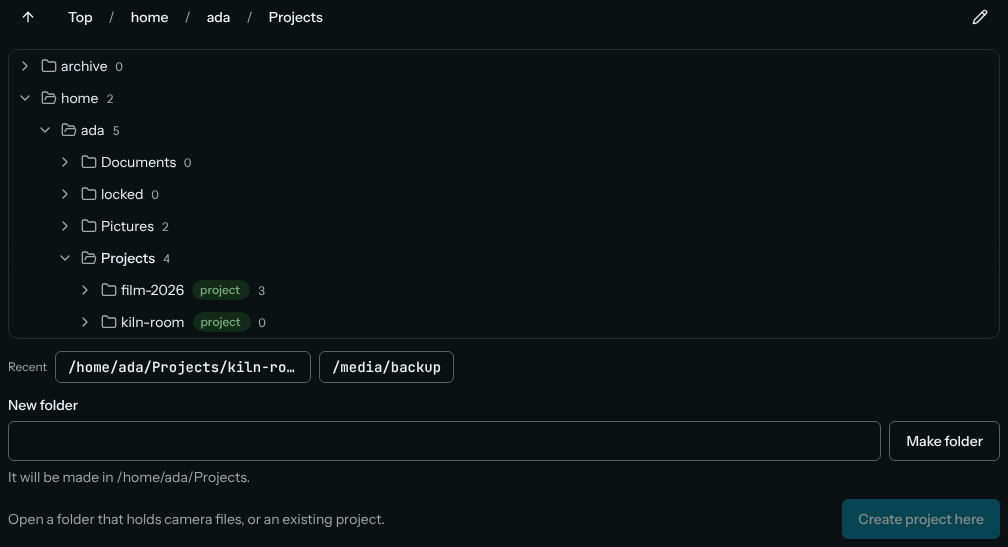 Top / home / ada / Projects
archive 0
home 2
ada 5
Documents 0
locked 0
Pictures 2
Projects 4
film-2026 project 3
kiln-room project 0
Recent /home/ada/Projects/kiln-ro… /media/backup
New folder
Make folder
It will be made in /home/ada/Projects.
Open a folder that holds camera files, or an existing project. Create project here